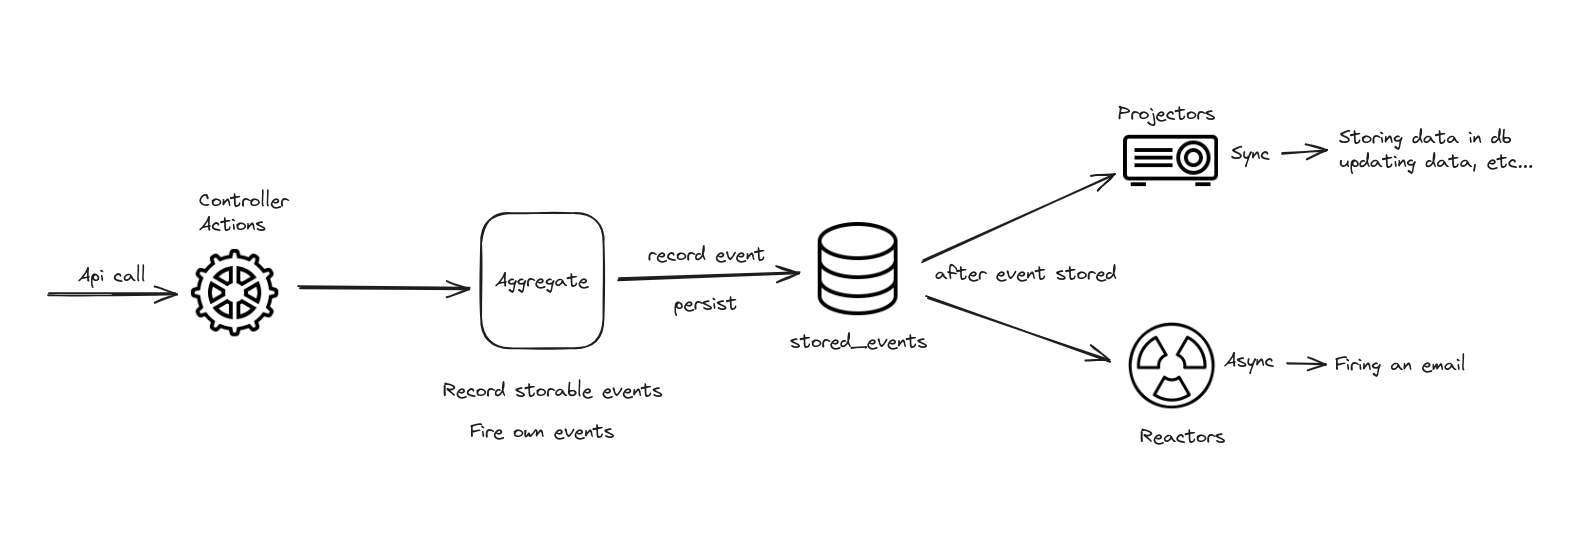 Api call
Controller
Actions
Aggregate
Record storable events
Fire own events
record event
persist
stored_events
after event stored
Projectors
Sync
Storing data in db
updating data, etc...
Async
Firing an email
Reactors